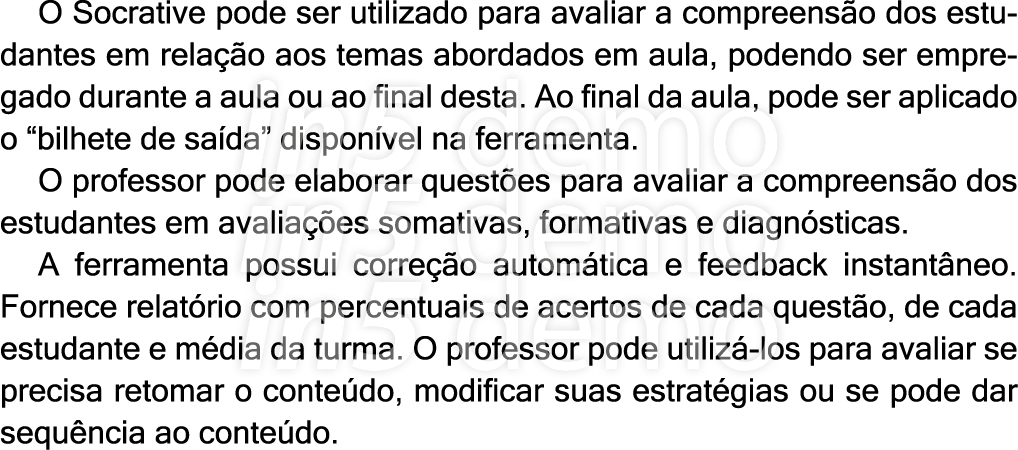 O Socrative pode ser utilizado para avaliar a compreensão dos estu-
dantes em relação aos temas abordados em aula, podendo ser empre-
gado durante a aula ou ao final desta. Ao final da aula, pode ser aplicado
o “bilhete de saída” disponível na ferramenta.
O professor pode elaborar questões para avaliar a compreensão dos
estudantes em avaliações somativas, formativas e diagnósticas.
A ferramenta possui correção automática e feedback instantâneo.
Fornece relatório com percentuais de acertos de cada questão, de cada
estudante e média da turma. O professor pode utilizá-los para avaliar se
precisa retomar o conteúdo, modificar suas estratégias ou se pode dar
sequência ao conteúdo.
in5 demo
in5 demo
in5 demo